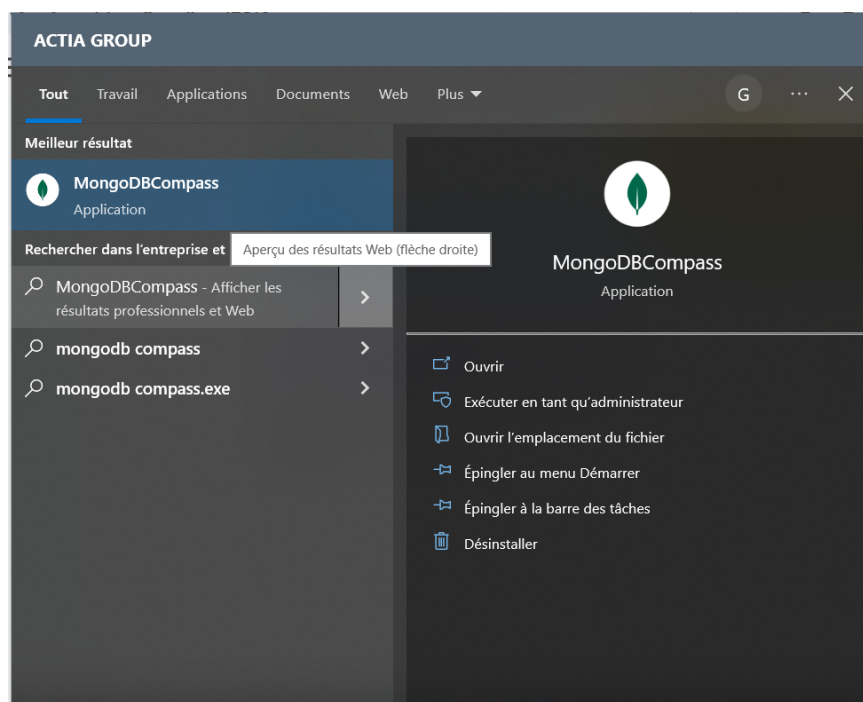 ACTIA GROUP
Tout Travail Applications Documents Web Plus G ...
Meilleur résultat
MongoDBCompass
Application
Rechercher dans l'entreprise et
Aperçu des résultats Web (flèche droite)
MongoDBCompass - Afficher les
résultats professionnels et Web
mongodb compass
mongodb compass.exe
MongoDBCompass
Application
Ouvrir
Exécuter en tant qu'administrateur
Ouvrir l'emplacement du fichier
Épingler au menu Démarrer
Épingler à la barre des tâches
Désinstaller